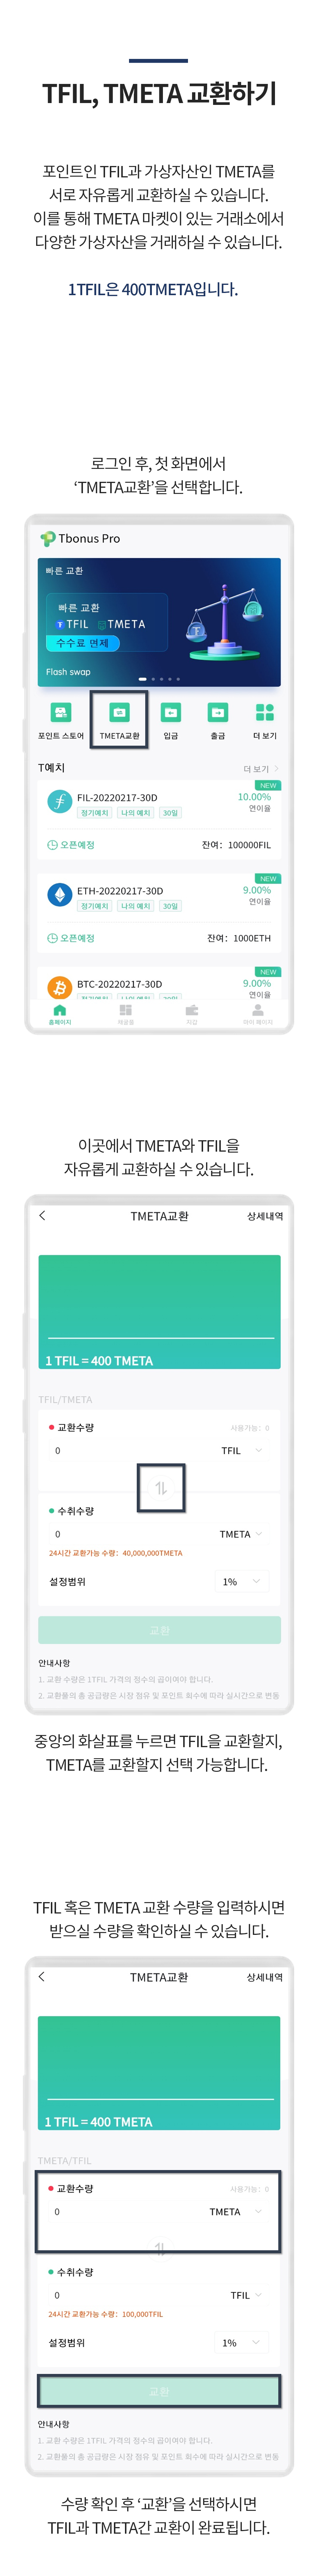 TFIL, TMETA 교환하기
포인트인 TFIL과 가상자산인 TMETA를
서로 자유롭게 교환하실 수 있습니다.
이를 통해 TMETA 마켓이 있는 거래소에서
다양한 가상자산을 거래하실 수 있습니다.
1TFIL은 400TMETA입니다.
로그인 후, 첫 화면에서
‘TMETA교환’을 선택합니다.
Tbonus Pro
빠른 교환
빠른 교환
TFIL TMETA
수수료 면제
Flash swap
포인트 스토어 TMETA교환 입금 출금 더 보기
T예치 더 보기
NEW
FIL-20220217-30D 10.00%
정기예치 나의 예치 30일 연이율
오픈예정 잔여: 100000FIL
NEW
ETH-20220217-30D 9.00%
정기예치 나의 예치 30일 연이율
오픈예정 잔여: 1000ETH
NEW
BTC-20220217-30D 9.00%
정기예치 나의 예치 30일 연이율
홈페이지 지갑 마이 페이지
이곳에서 TMETA와 TFIL을
자유롭게 교환하실 수 있습니다.
TMETA교환 상세내역
1 TFIL = 400 TMETA
TFIL/TMETA
교환수량 사용가능: 0
0 TFIL
수취수량
0 TMETA
24시간 교환가능 수량: 40,000,000TMETA
설정범위 1%
교환
안내사항
1. 교환 수량은 1TFIL 가격의 정수의 곱이여야 합니다.
2. 교환풀의 총 공급량은 시장 점유 및 포인트 회수에 따라 실시간으로 변동
중앙의 화살표를 누르면 TFIL을 교환할지,
TMETA를 교환할지 선택 가능합니다.
TFIL 혹은 TMETA 교환 수량을 입력하시면
받으실 수량을 확인하실 수 있습니다.
TMETA교환 상세내역
1 TFIL = 400 TMETA
TMETA/TFIL
교환수량 사용가능: 0
0 TMETA
수취수량
0 TFIL
24시간 교환가능 수량: 100,000TFIL
설정범위 1%
교환
안내사항
1. 교환 수량은 1TFIL 가격의 정수의 곱이여야 합니다.
2. 교환풀의 총 공급량은 시장 점유 및 포인트 회수에 따라 실시간으로 변동
수량 확인 후 ‘교환’을 선택하시면
TFIL과 TMETA간 교환이 완료됩니다.